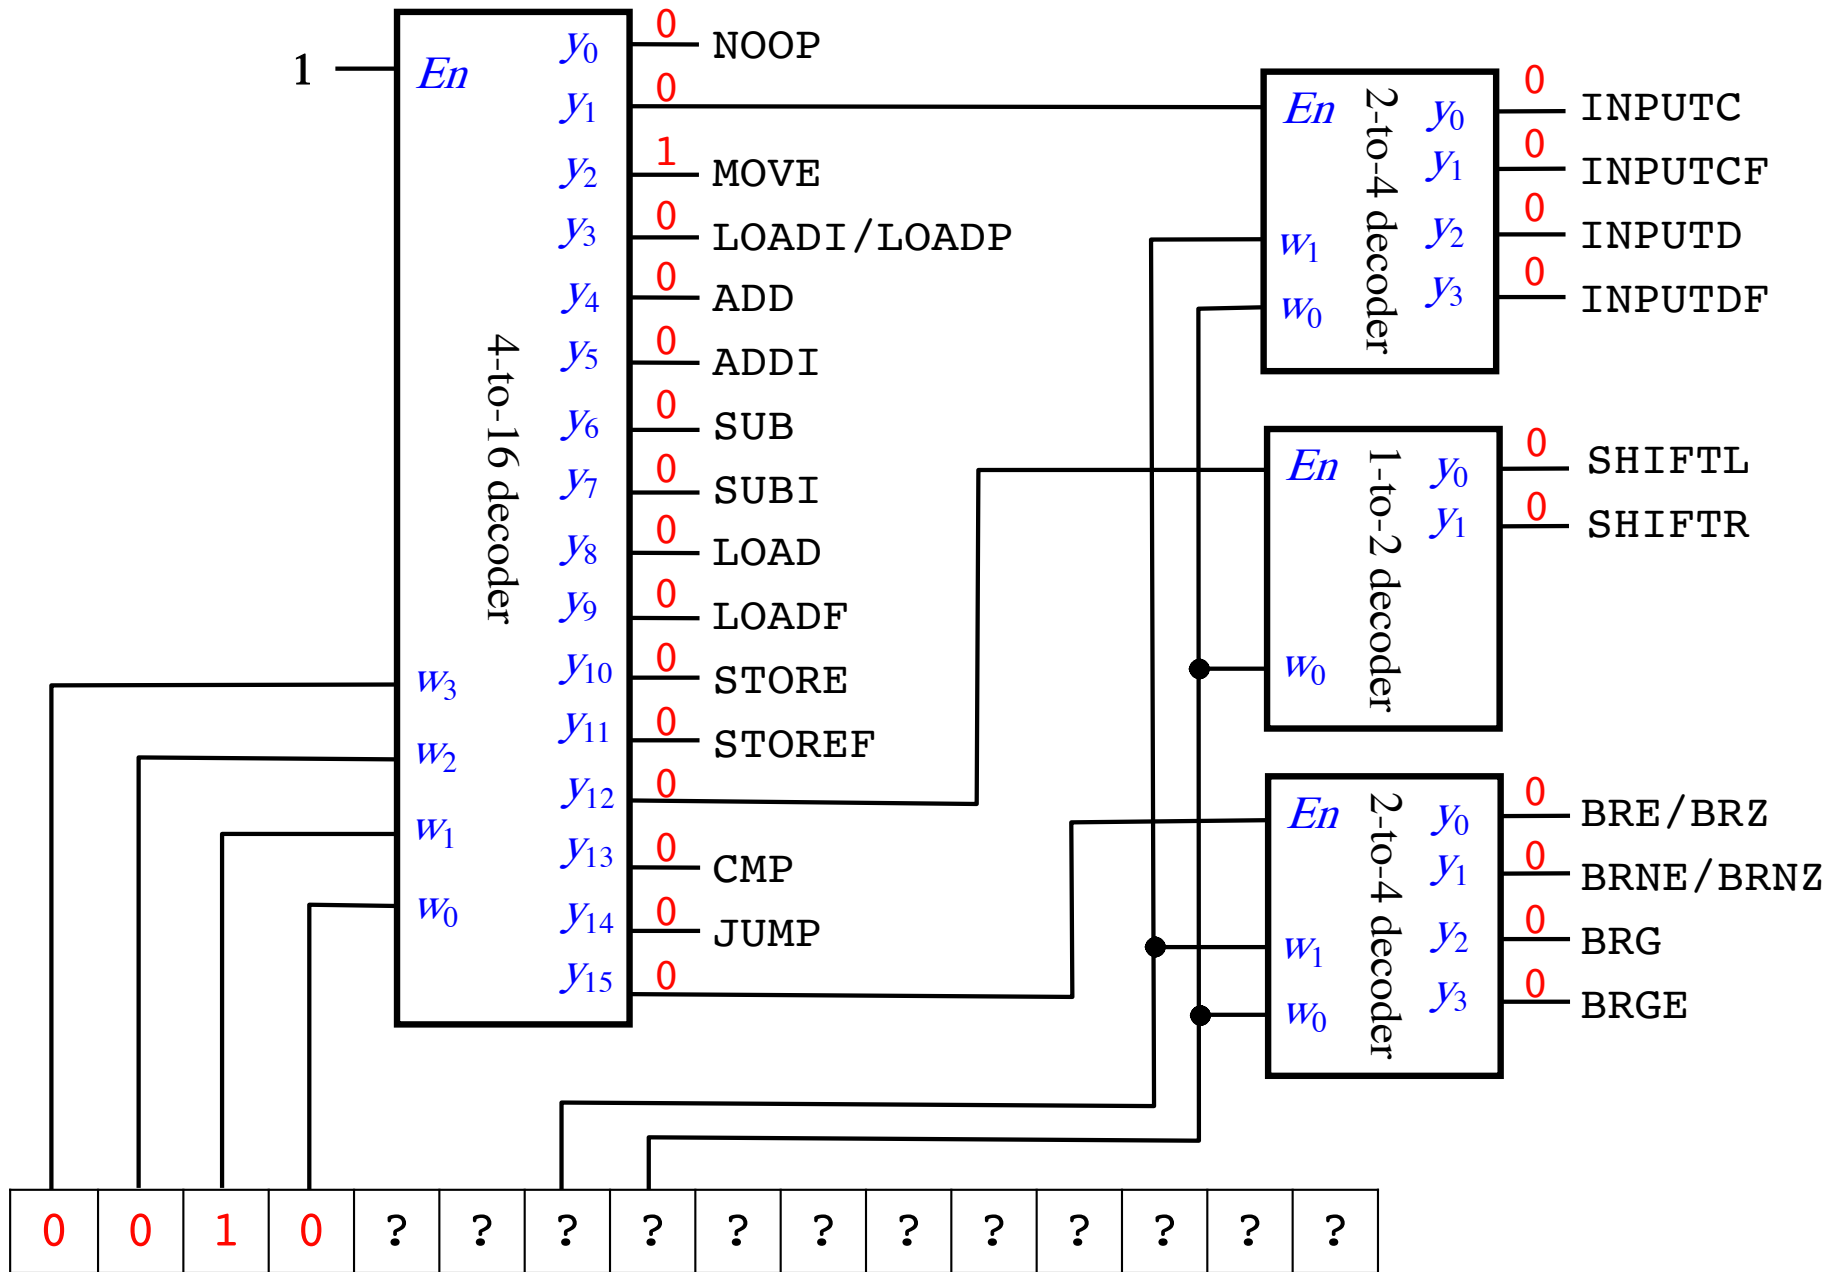 1
En
4-to-16 decoder
w3
w2
w1
w0
y0 0 NOOP
y1 0
y2 1 MOVE
y3 0 LOADI/LOADP
y4 0 ADD
y5 0 ADDI
y6 0 SUB
y7 0 SUBI
y8 0 LOAD
y9 0 LOADF
y10 0 STORE
y11 0 STOREF
y12 0
y13 0 CMP
y14 0 JUMP
y15 0
En
2-to-4 decoder
w1
w0
y0 0 INPUTC
y1 0 INPUTCF
y2 0 INPUTD
y3 0 INPUTDF
En
1-to-2 decoder
w0
y0 0 SHIFTL
y1 0 SHIFTR
En
2-to-4 decoder
w1
w0
y0 0 BRE/BRZ
y1 0 BRNE/BRNZ
y2 0 BRG
y3 0 BRGE
0 0 1 0 ? ? ? ? ? ? ? ? ? ? ? ?